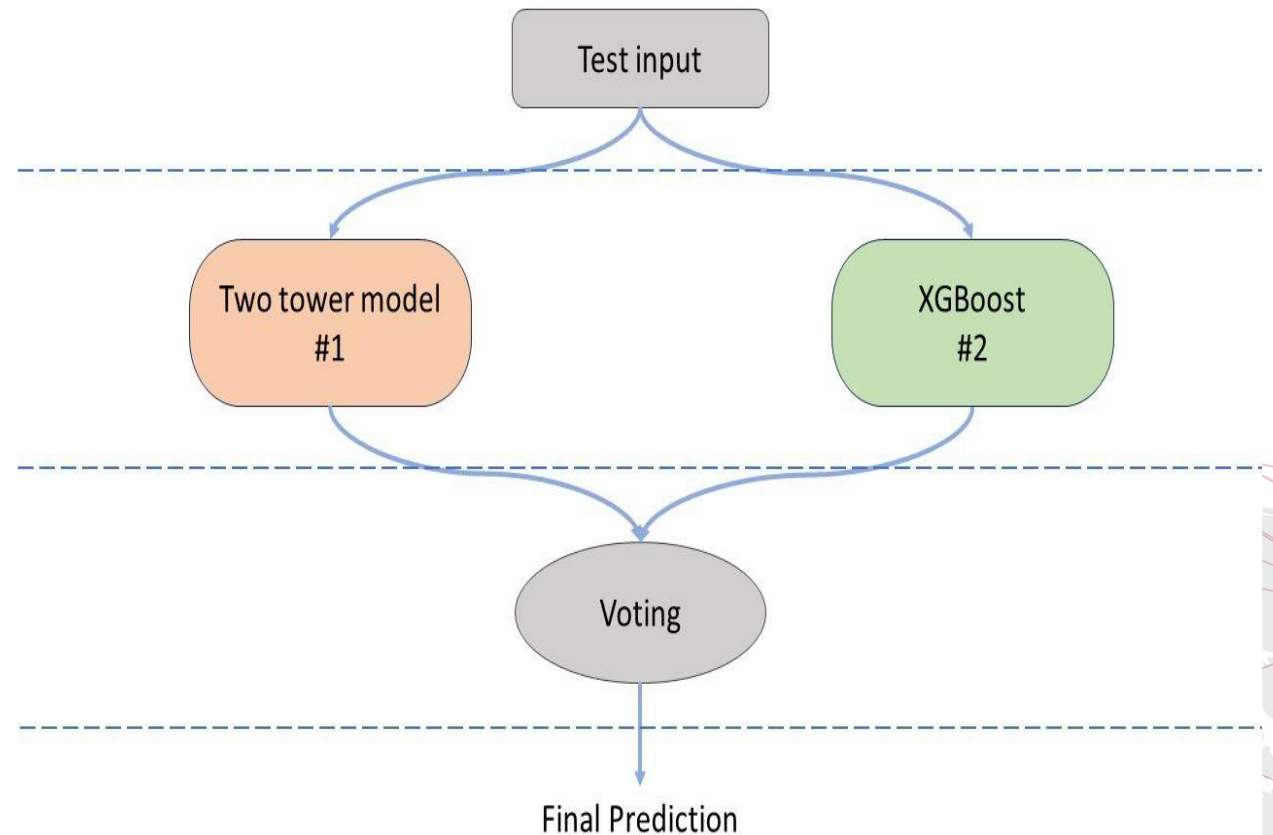 Test input
Two tower model
#1
XGBoost
#2
Voting
Final Prediction